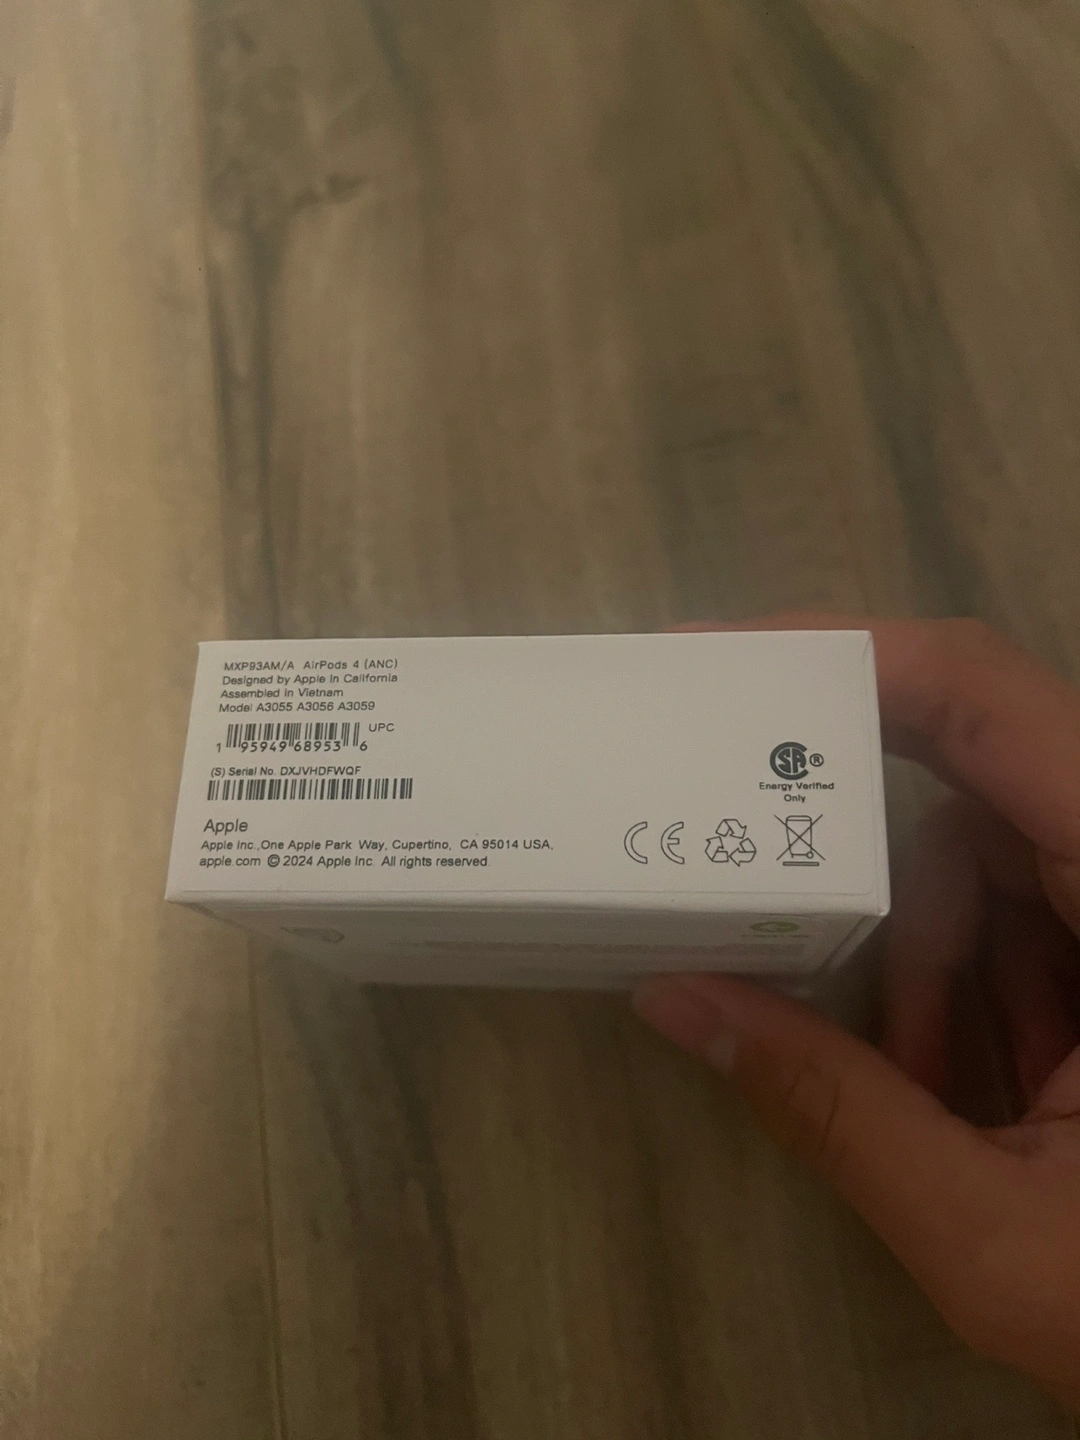 MXP93AM/A AirPods 4 (ANC)
Designed by Apple in California
Assembled in Vietnam
Model A3055 A3056 A3059
UPC
1 95949 68953 6
(S) Serial No. DXJVHDFWQF
Apple
Apple Inc.,One Apple Park Way, Cupertino, CA 95014 USA,
apple.com © 2024 Apple Inc. All rights reserved.
SA ®
Energy Verified
Only
CE